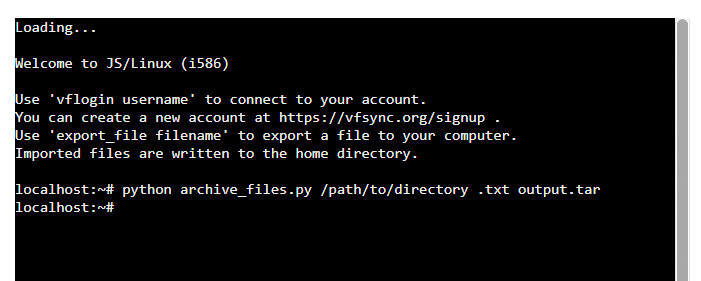 Loading...
Welcome to JS/Linux (i586)
Use 'vflogin username' to connect to your account.
You can create a new account at https://vfsync.org/signup .
Use 'export_file filename' to export a file to your computer.
Imported files are written to the home directory.
localhost:~# python archive_files.py /path/to/directory .txt output.tar
localhost:~#